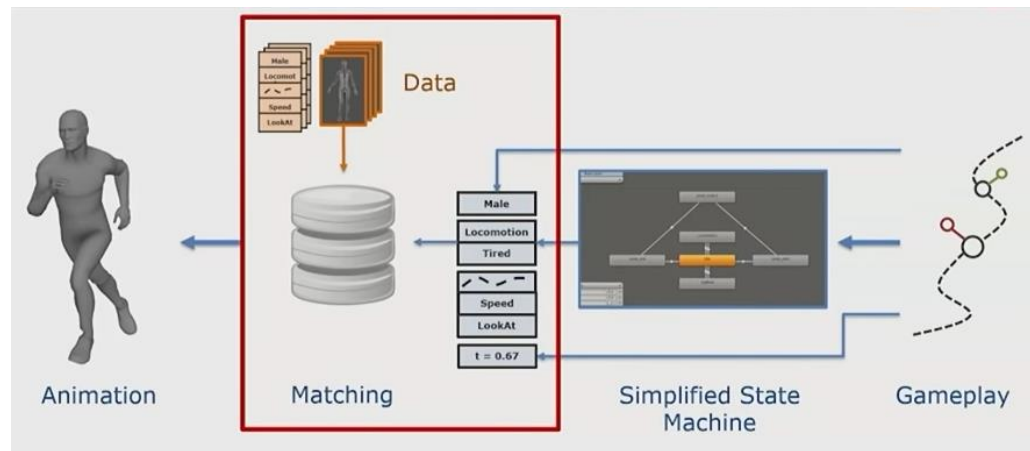 Male
Locomot
Speed
LookAt
Data
Male
Locomotion
Tired
Speed
LookAt
t = 0.67
Animation
Matching
Simplified State
Machine
Gameplay